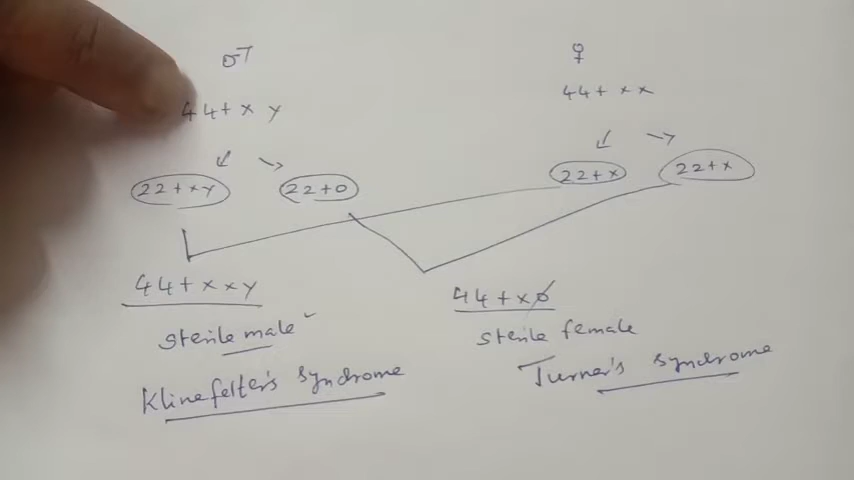 ♂ ♀
44+xy 44+xx
22+xy 22+0 22+x 22+x
44+xxy 44+x0
sterile male sterile female
Klinefelter's syndrome Turner's syndrome